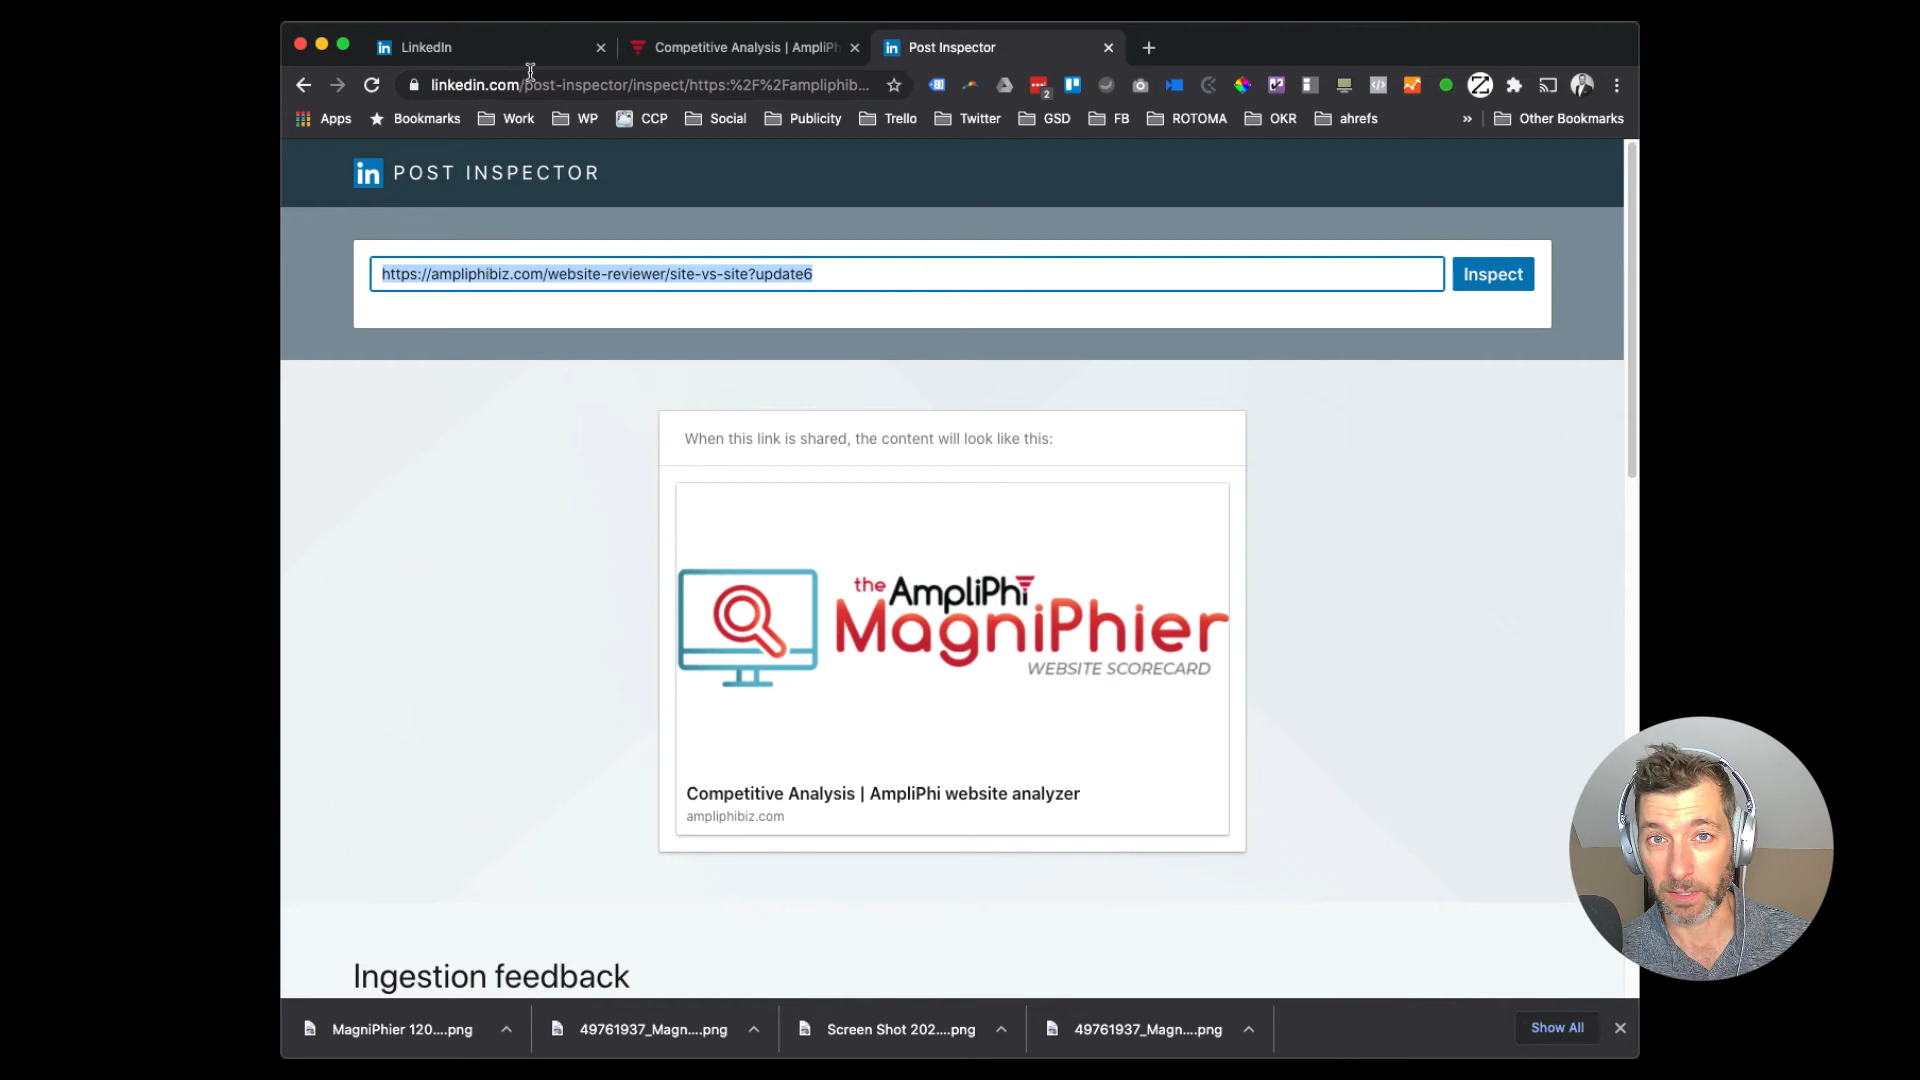 LinkedIn
Competitive Analysis | AmpliPh
Post Inspector
linkedin.com/post-inspector/inspect/https:%2F%2Fampliphib...
2
Apps
Bookmarks
Work
WP
CCP
Social
Publicity
Trello
Twitter
GSD
FB
ROTOMA
OKR
ahrefs
»
Other Bookmarks
in POST INSPECTOR
https://ampliphibiz.com/website-reviewer/site-vs-site?update6
Inspect
When this link is shared, the content will look like this:
the AmpliPhi
MagniPhier
WEBSITE SCORECARD
Competitive Analysis | AmpliPhi website analyzer
ampliphibiz.com
Ingestion feedback
MagniPhier 120....png
49761937_Magn....png
Screen Shot 202....png
49761937_Magn....png
Show All